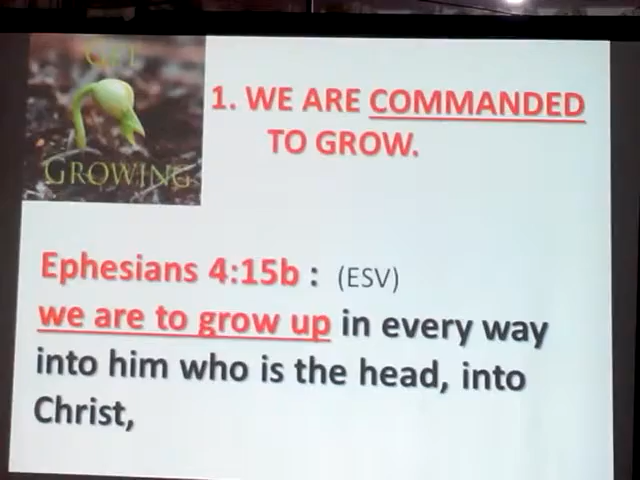 GET
GROWING
1. WE ARE COMMANDED
TO GROW.
Ephesians 4:15b : (ESV)
we are to grow up in every way
into him who is the head, into
Christ,